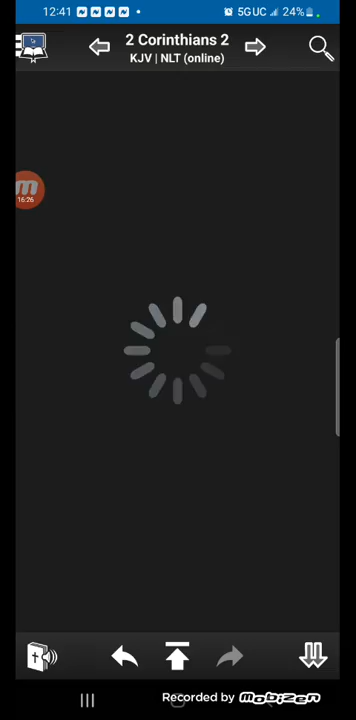 12:41 N N N N • 5GUC 24%
2 Corinthians 2
KJV | NLT (online)
m
16:26
Recorded by mobizen